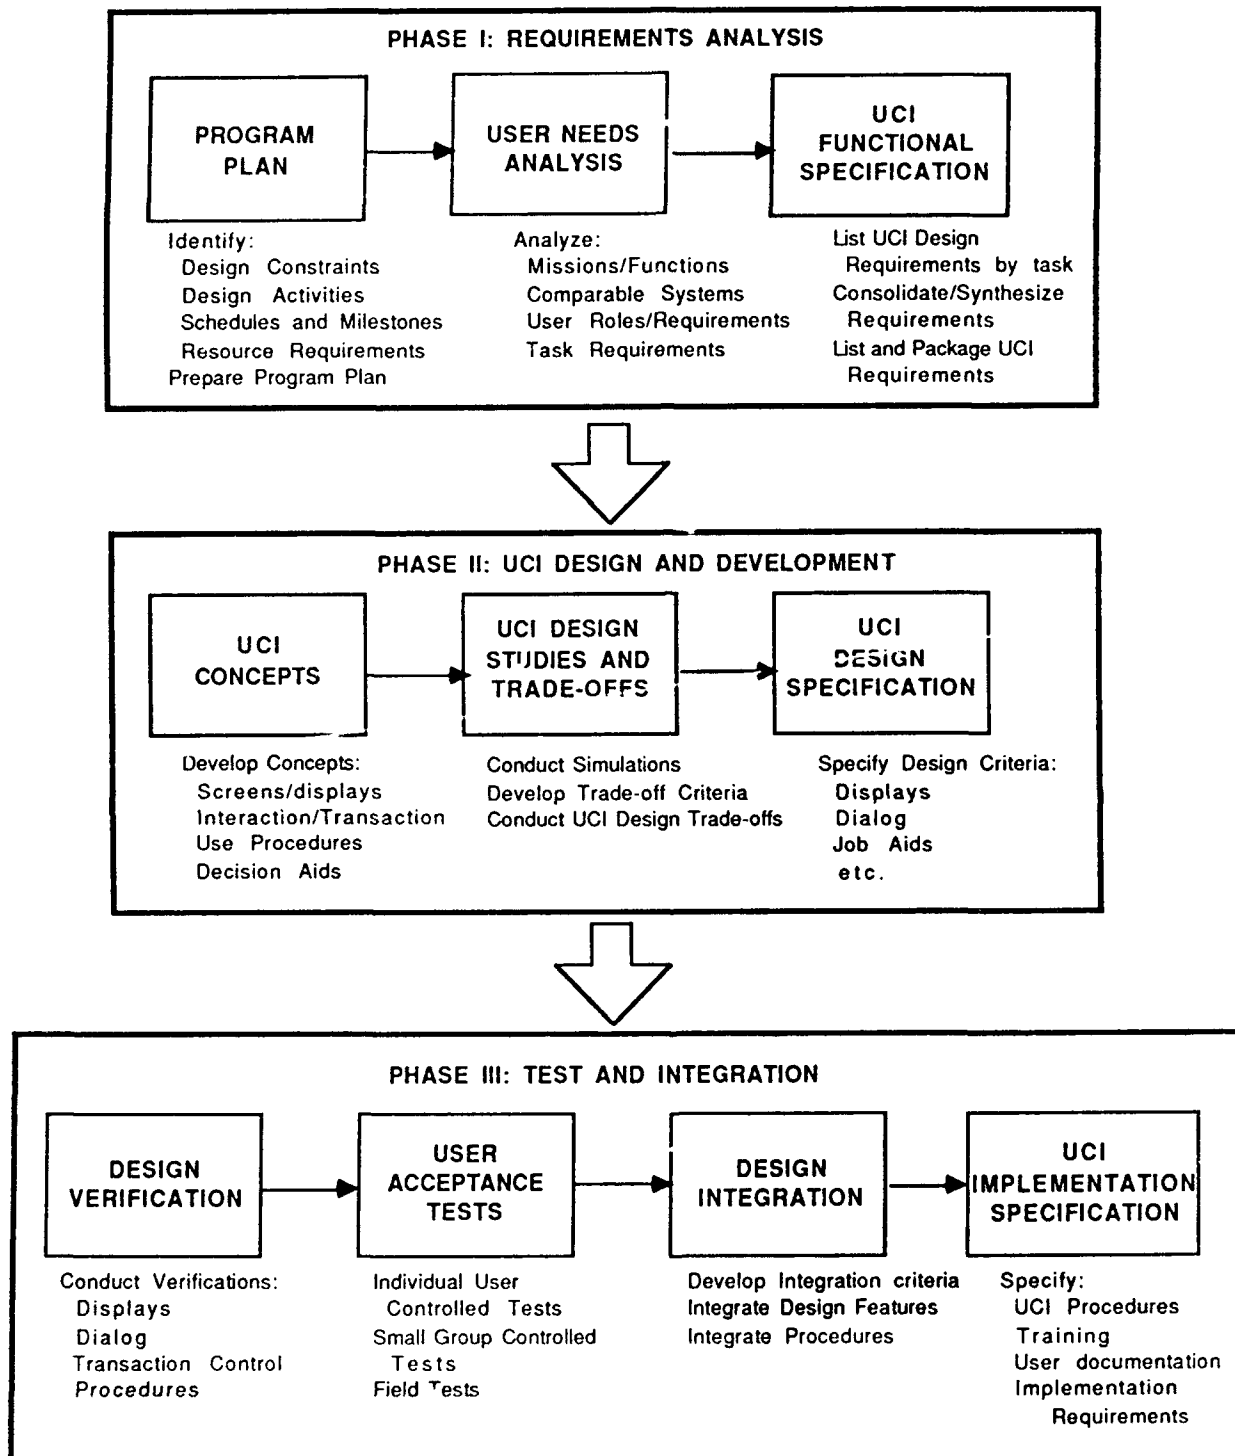 PHASE I: REQUIREMENTS ANALYSIS
PROGRAM
PLAN
USER NEEDS
ANALYSIS
UCI
FUNCTIONAL
SPECIFICATION
Identify:
Design Constraints
Design Activities
Schedules and Milestones
Resource Requirements
Prepare Program Plan
Analyze:
Missions/Functions
Comparable Systems
User Roles/Requirements
Task Requirements
List UCI Design
Requirements by task
Consolidate/Synthesize
Requirements
List and Package UCI
Requirements
PHASE II: UCI DESIGN AND DEVELOPMENT
UCI
CONCEPTS
UCI DESIGN
STUDIES AND
TRADE-OFFS
UCI
DESIGN
SPECIFICATION
Develop Concepts:
Screens/displays
Interaction/Transaction
Use Procedures
Decision Aids
Conduct Simulations
Develop Trade-off Criteria
Conduct UCI Design Trade-offs
Specify Design Criteria:
Displays
Dialog
Job Aids
etc.
PHASE III: TEST AND INTEGRATION
DESIGN
VERIFICATION
USER
ACCEPTANCE
TESTS
DESIGN
INTEGRATION
UCI
IMPLEMENTATION
SPECIFICATION
Conduct Verifications:
Displays
Dialog
Transaction Control
Procedures
Individual User
Controlled Tests
Small Group Controlled
Tests
Field Tests
Develop Integration criteria
Integrate Design Features
Integrate Procedures
Specify:
UCI Procedures
Training
User documentation
Implementation
Requirements